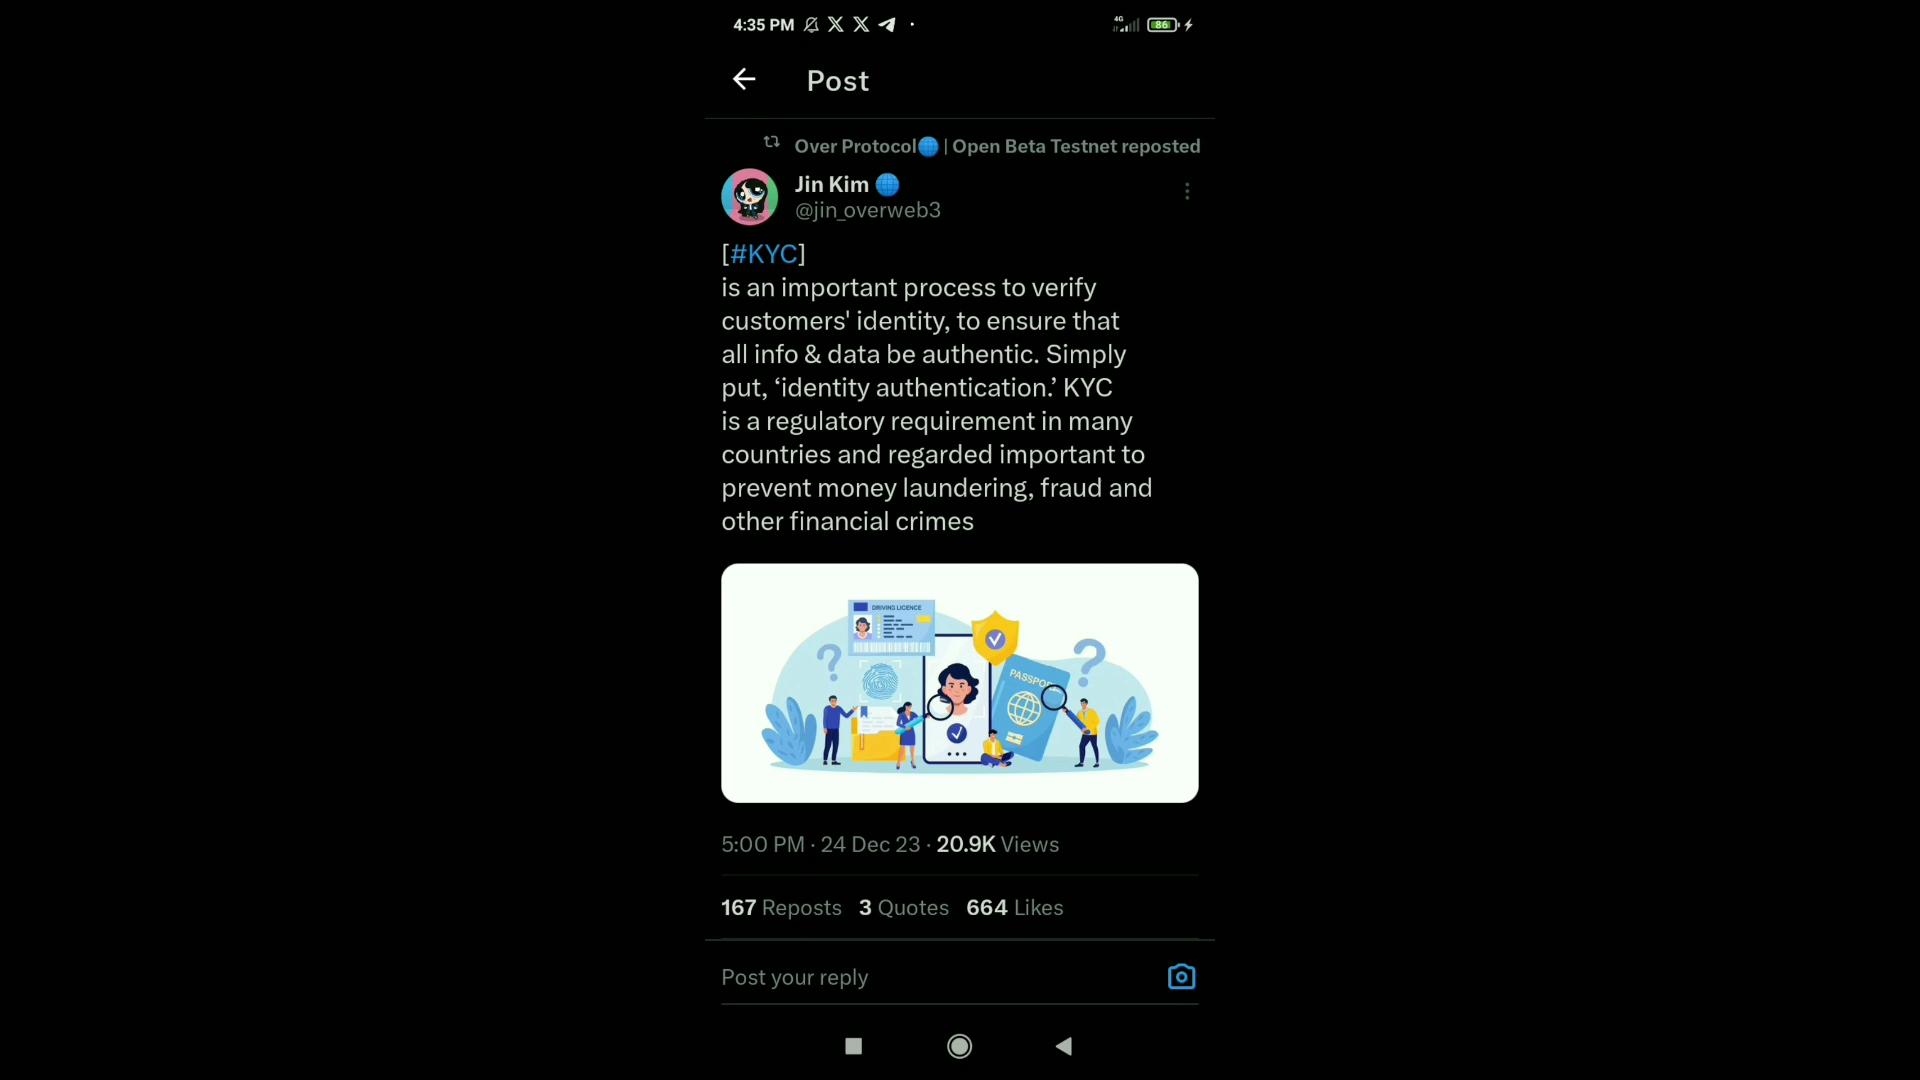 4:35 PM
4G
86
Post
Over Protocol🌐 | Open Beta Testnet reposted
Jin Kim 🌐
@jin_overweb3
[#KYC]
is an important process to verify
customers' identity, to ensure that
all info & data be authentic. Simply
put, ‘identity authentication.’ KYC
is a regulatory requirement in many
countries and regarded important to
prevent money laundering, fraud and
other financial crimes
DRIVING LICENCE
PASSPORT
5:00 PM · 24 Dec 23 · 20.9K Views
167 Reposts 3 Quotes 664 Likes
Post your reply